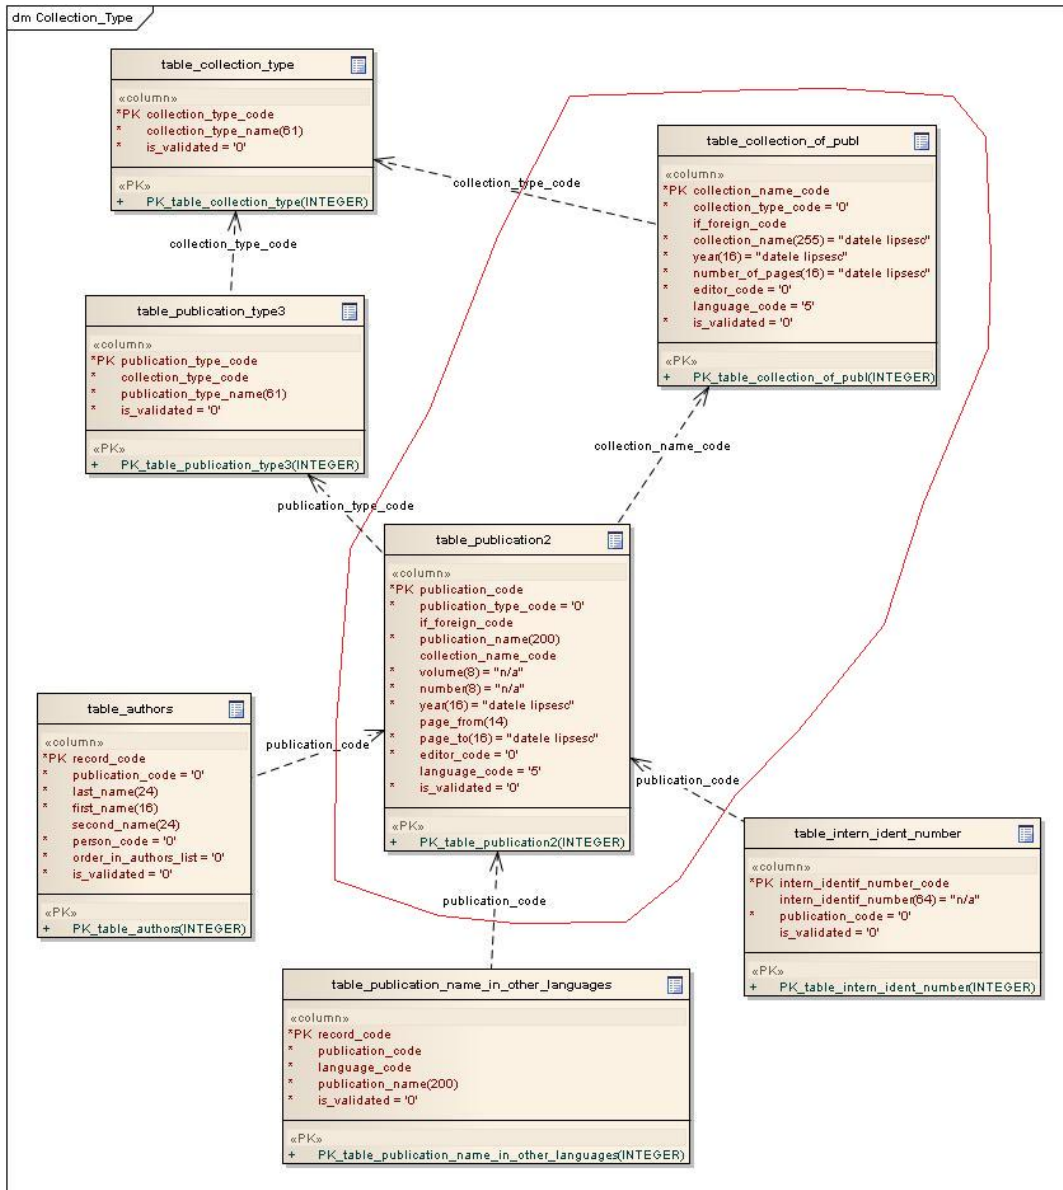 dm Collection_Type
table_collection_type
«column»
*PK collection_type_code
* collection_type_name(61)
* is_validated = '0'
«PK»
+ PK_table_collection_type(INTEGER)
table_collection_of_publ
«column»
*PK collection_name_code
* collection_type_code = '0'
if_foreign_code
* collection_name(255) = "datele lipsesc"
* year(16) = "datele lipsesc"
* number_of_pages(16) = "datele lipsesc"
* editor_code = '0'
language_code = '5'
* is_validated = '0'
«PK»
+ PK_table_collection_of_publ(INTEGER)
collection_type_code
collection_type_code
table_publication_type3
«column»
*PK publication_type_code
* collection_type_code
* publication_type_name(61)
* is_validated = '0'
«PK»
+ PK_table_publication_type3(INTEGER)
collection_name_code
publication_type_code
table_publication2
«column»
*PK publication_code
* publication_type_code = '0'
if_foreign_code
* publication_name(200)
collection_name_code
* volume(8) = "n/a"
* number(8) = "n/a"
* year(16) = "datele lipsesc"
page_from(14)
* page_to(16) = "datele lipsesc"
* editor_code = '0'
language_code = '5'
* is_validated = '0'
«PK»
+ PK_table_publication2(INTEGER)
table_authors
«column»
*PK record_code
* publication_code = '0'
* last_name(24)
* first_name(16)
second_name(24)
* person_code = '0'
* order_in_authors_list = '0'
* is_validated = '0'
«PK»
+ PK_table_authors(INTEGER)
publication_code
publication_code
table_intern_ident_number
«column»
*PK intern_identif_number_code
intern_identif_number(64) = "n/a"
* publication_code = '0'
is_validated = '0'
«PK»
+ PK_table_intern_ident_number(INTEGER)
publication_code
table_publication_name_in_other_languages
«column»
*PK record_code
* publication_code
* language_code
* publication_name(200)
* is_validated = '0'
«PK»
+ PK_table_publication_name_in_other_languages(INTEGER)